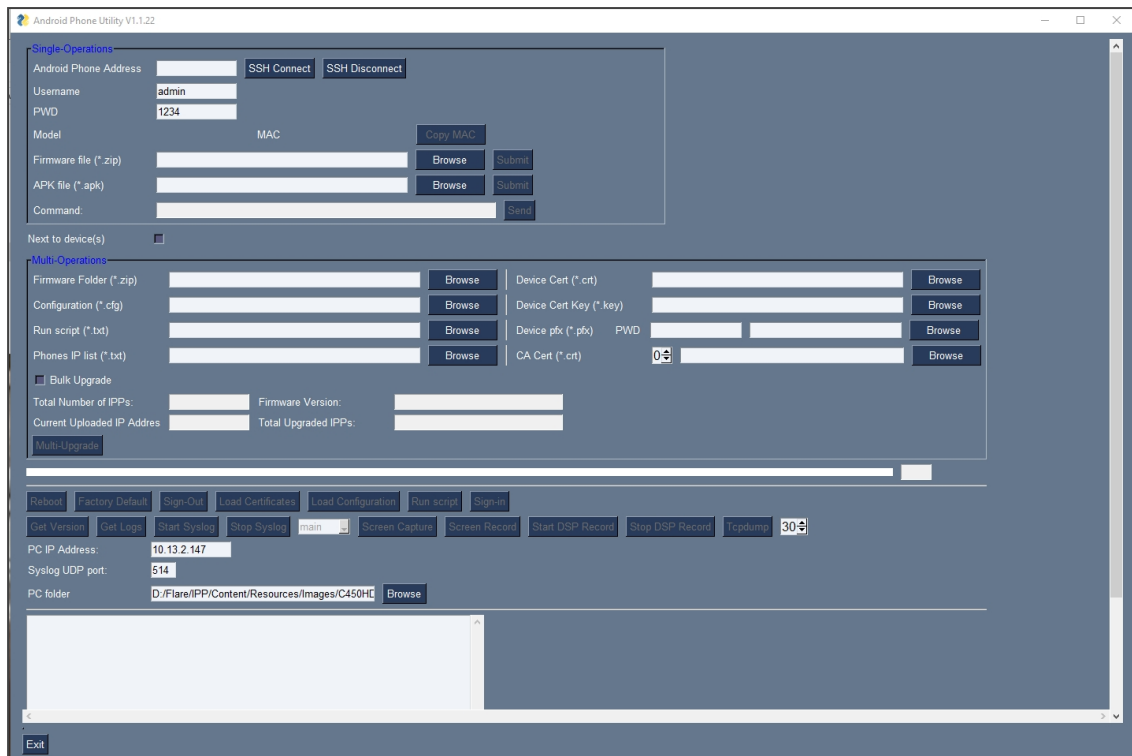 Android Phone Utility V1.1.22
Single-Operations
Android Phone Address SSH Connect SSH Disconnect
Username admin
PWD 1234
Model MAC Copy MAC
Firmware file (*.zip) Browse Submit
APK file (*.apk) Browse Submit
Command: Send
Next to device(s)
Multi-Operations
Firmware Folder (*.zip) Browse Device Cert (*.crt) Browse
Configuration (*.cfg) Browse Device Cert Key (*.key) Browse
Run script (*.txt) Browse Device pfx (*.pfx) PWD Browse
Phones IP list (*.txt) Browse CA Cert (*.crt) 0 Browse
Bulk Upgrade
Total Number of IPPs: Firmware Version:
Current Uploaded IP Addres Total Upgraded IPPs:
Multi-Upgrade
Reboot Factory Default Sign-Out Load Certificates Load Configuration Run script Sign-in
Get Version Get Logs Start Syslog Stop Syslog main Screen Capture Screen Record Start DSP Record Stop DSP Record Tcpdump 30
PC IP Address: 10.13.2.147
Syslog UDP port: 514
PC folder D:/Flare/IPP/Content/Resources/Images/C450HD Browse
Exit